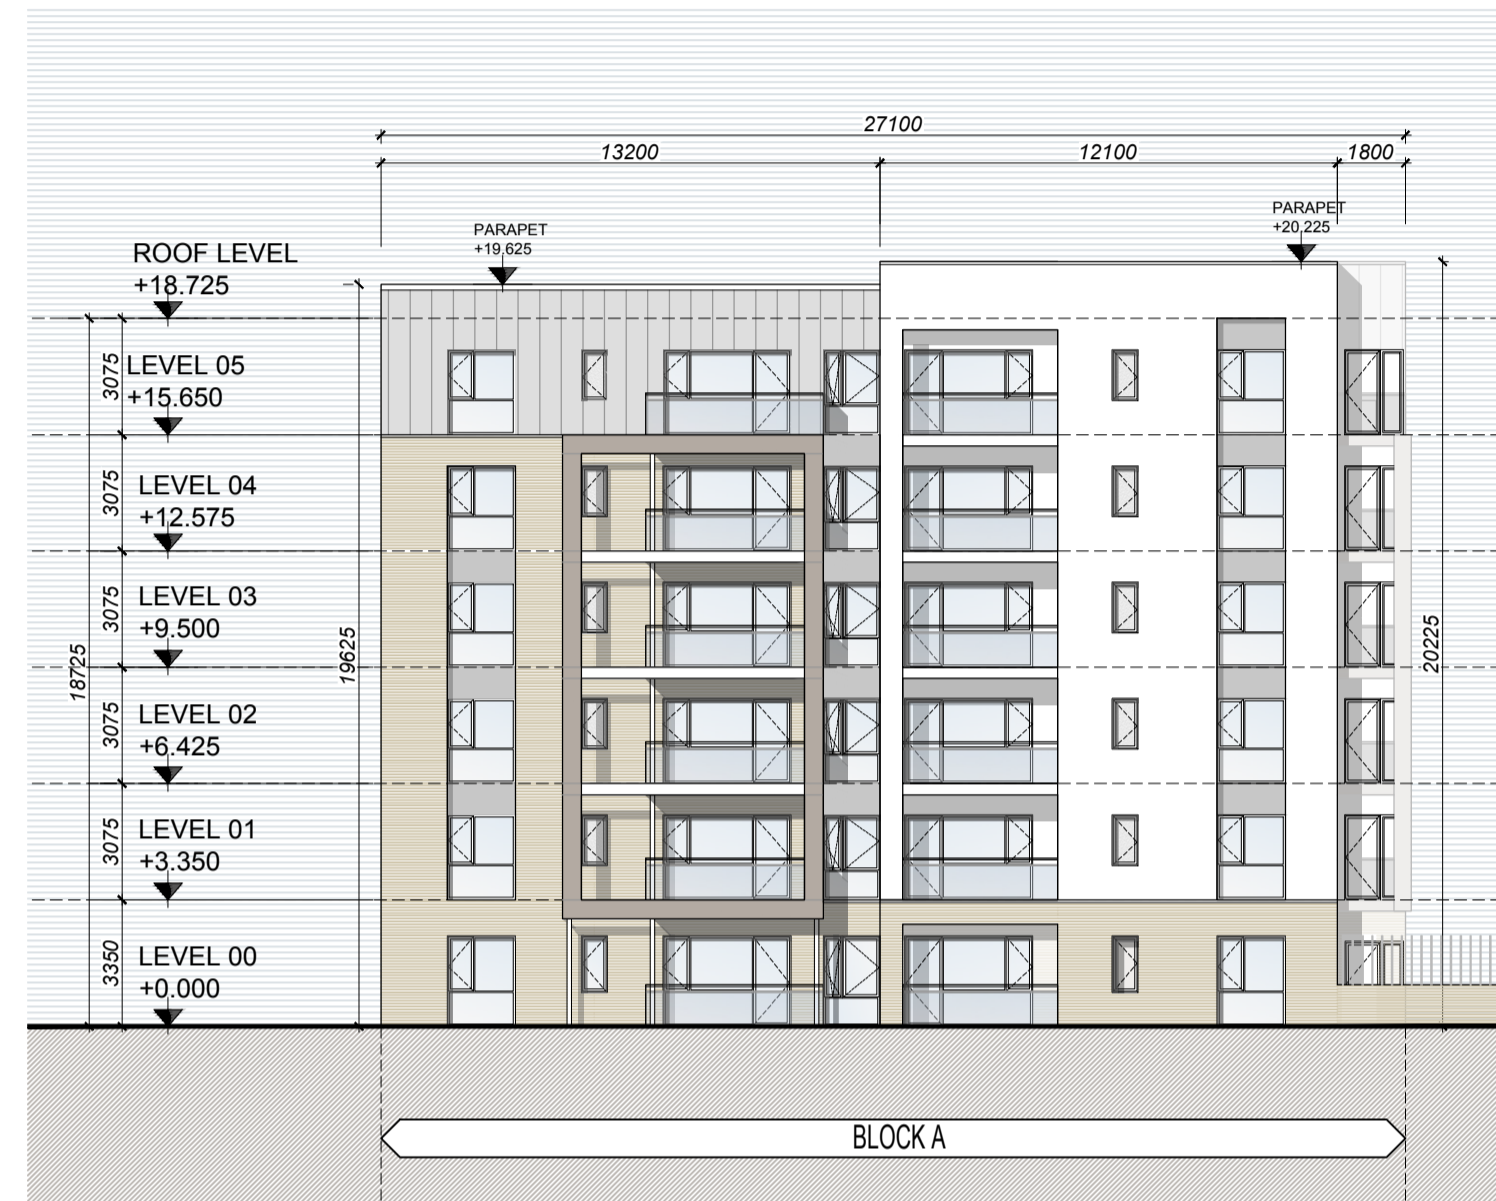 27100
13200
12100
1800
PARAPET
+19.625
PARAPET
+20.225
ROOF LEVEL
+18.725
3075
LEVEL 05
+15.650
3075
LEVEL 04
+12.575
3075
LEVEL 03
+9.500
18725
19625
20225
3075
LEVEL 02
+6.425
3075
LEVEL 01
+3.350
3350
LEVEL 00
+0.000
BLOCK A